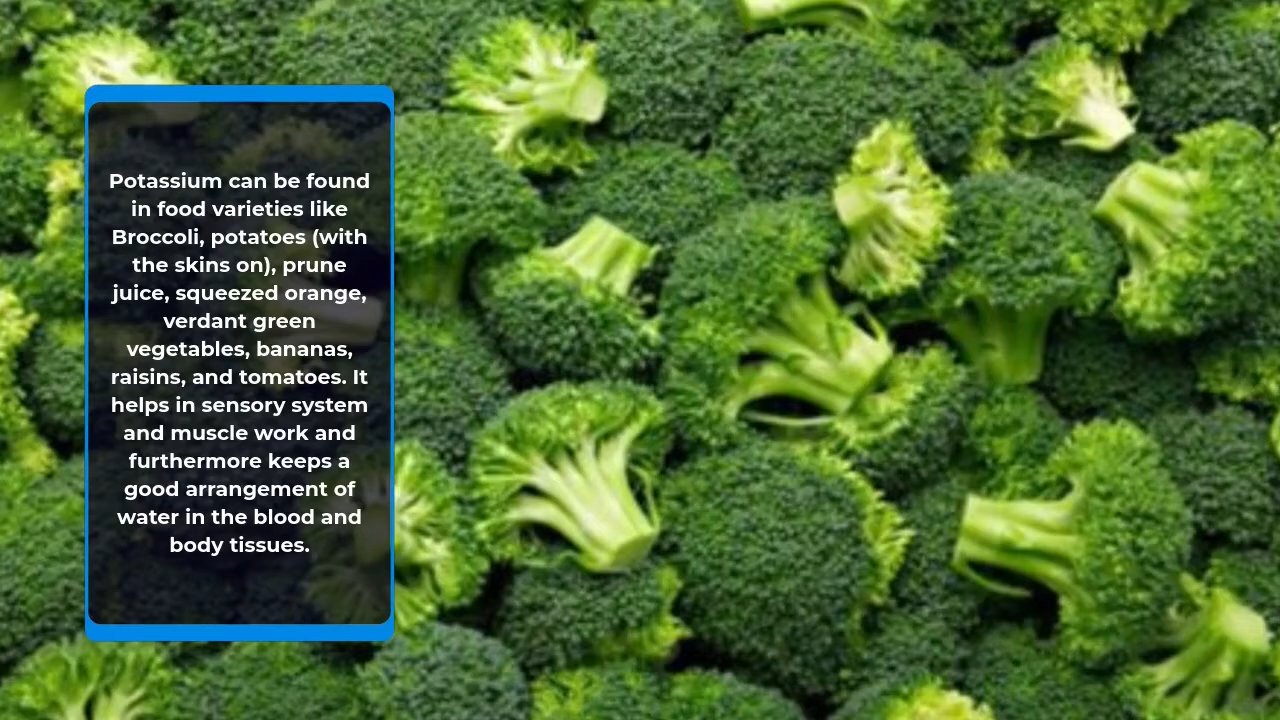 Potassium can be found
in food varieties like
Broccoli, potatoes (with
the skins on), prune
juice, squeezed orange,
verdant green
vegetables, bananas,
raisins, and tomatoes. It
helps in sensory system
and muscle work and
furthermore keeps a
good arrangement of
water in the blood and
body tissues.